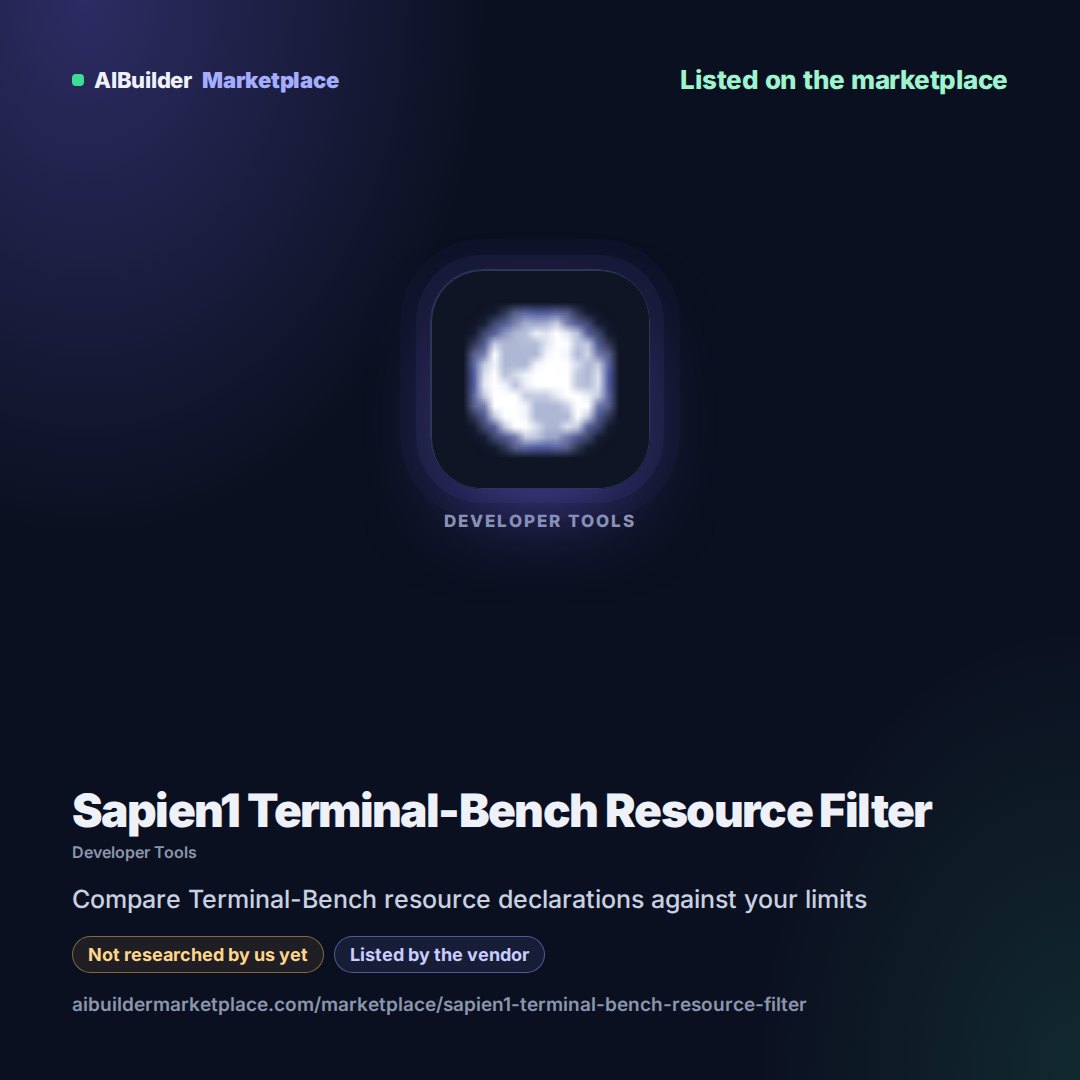 AIBuilder Marketplace
Listed on the marketplace
DEVELOPER TOOLS
Sapien1 Terminal-Bench Resource Filter
Developer Tools
Compare Terminal-Bench resource declarations against your limits
Not researched by us yet
Listed by the vendor
aibuildermarketplace.com/marketplace/sapien1-terminal-bench-resource-filter